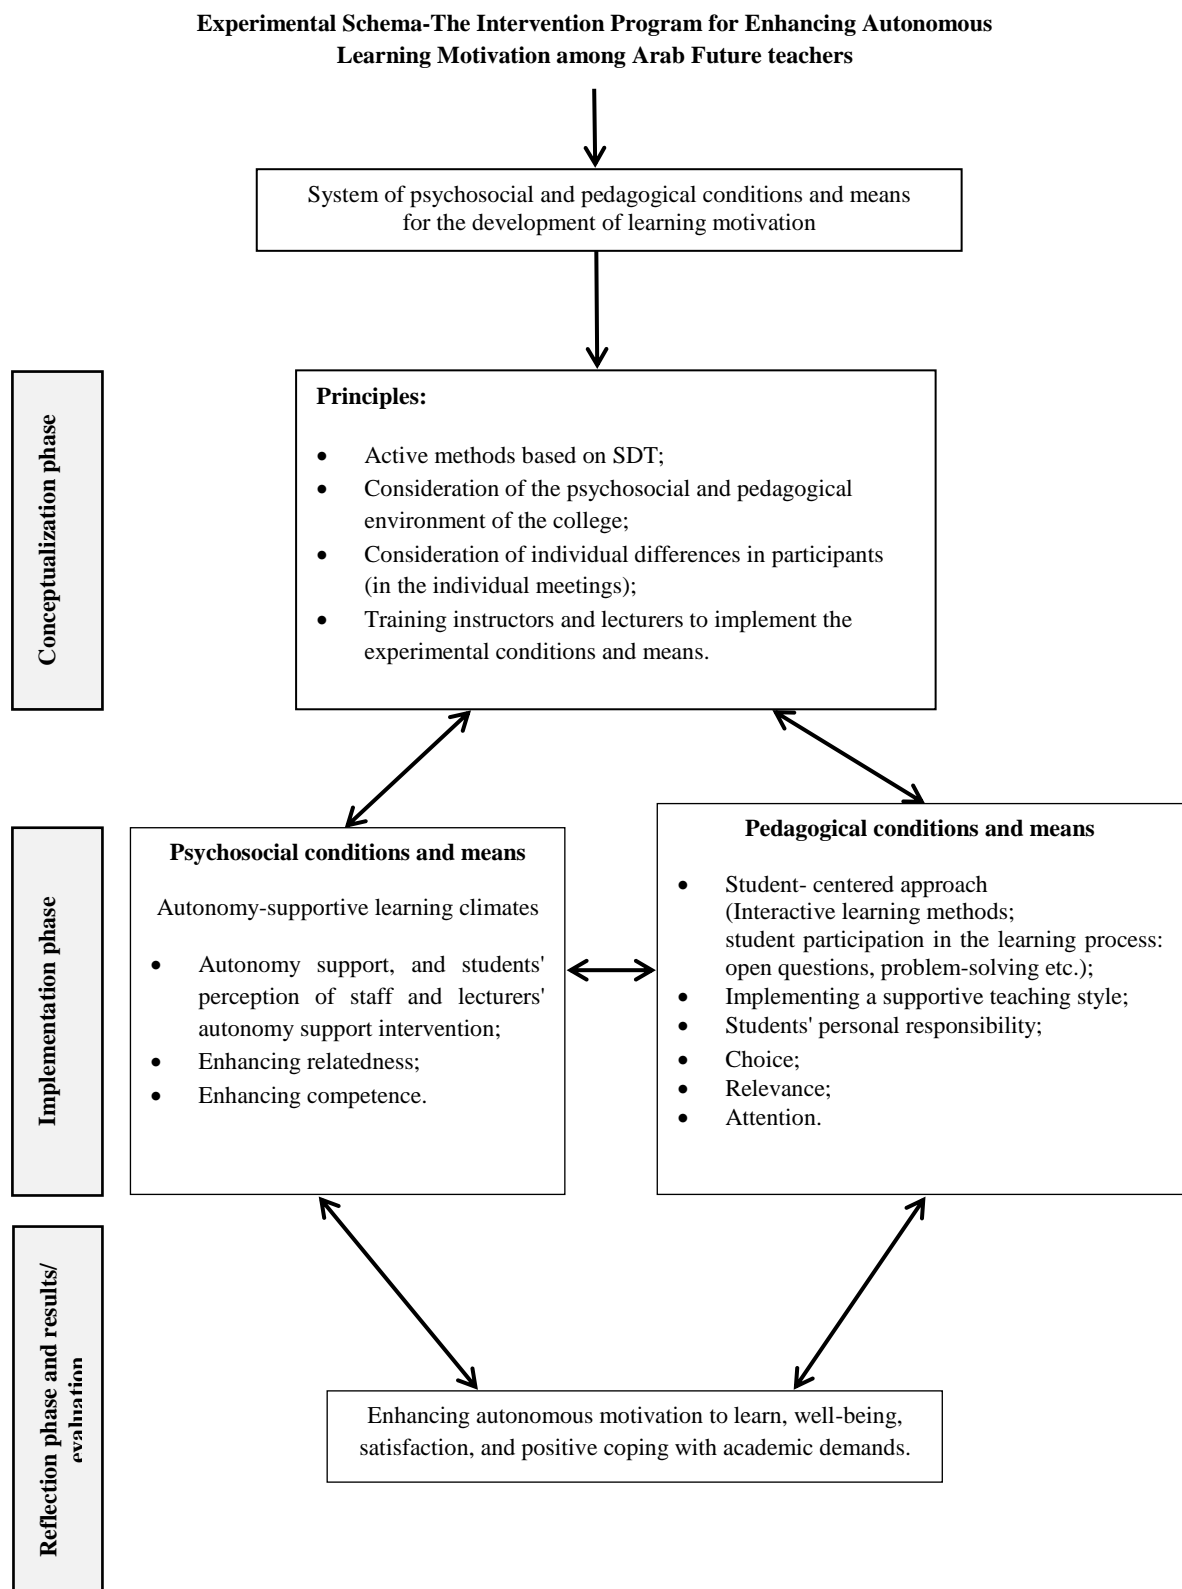 Experimental Schema-The Intervention Program for Enhancing Autonomous
Learning Motivation among Arab Future teachers
System of psychosocial and pedagogical conditions and means
for the development of learning motivation
Conceptualization phase
Principles:
• Active methods based on SDT;
• Consideration of the psychosocial and pedagogical
environment of the college;
• Consideration of individual differences in participants
(in the individual meetings);
• Training instructors and lecturers to implement the
experimental conditions and means.
Implementation phase
Psychosocial conditions and means
Autonomy-supportive learning climates
• Autonomy support, and students'
perception of staff and lecturers'
autonomy support intervention;
• Enhancing relatedness;
• Enhancing competence.
Pedagogical conditions and means
• Student- centered approach
(Interactive learning methods;
student participation in the learning process:
open questions, problem-solving etc.);
• Implementing a supportive teaching style;
• Students' personal responsibility;
• Choice;
• Relevance;
• Attention.
Reflection phase and results/
evaluation
Enhancing autonomous motivation to learn, well-being,
satisfaction, and positive coping with academic demands.